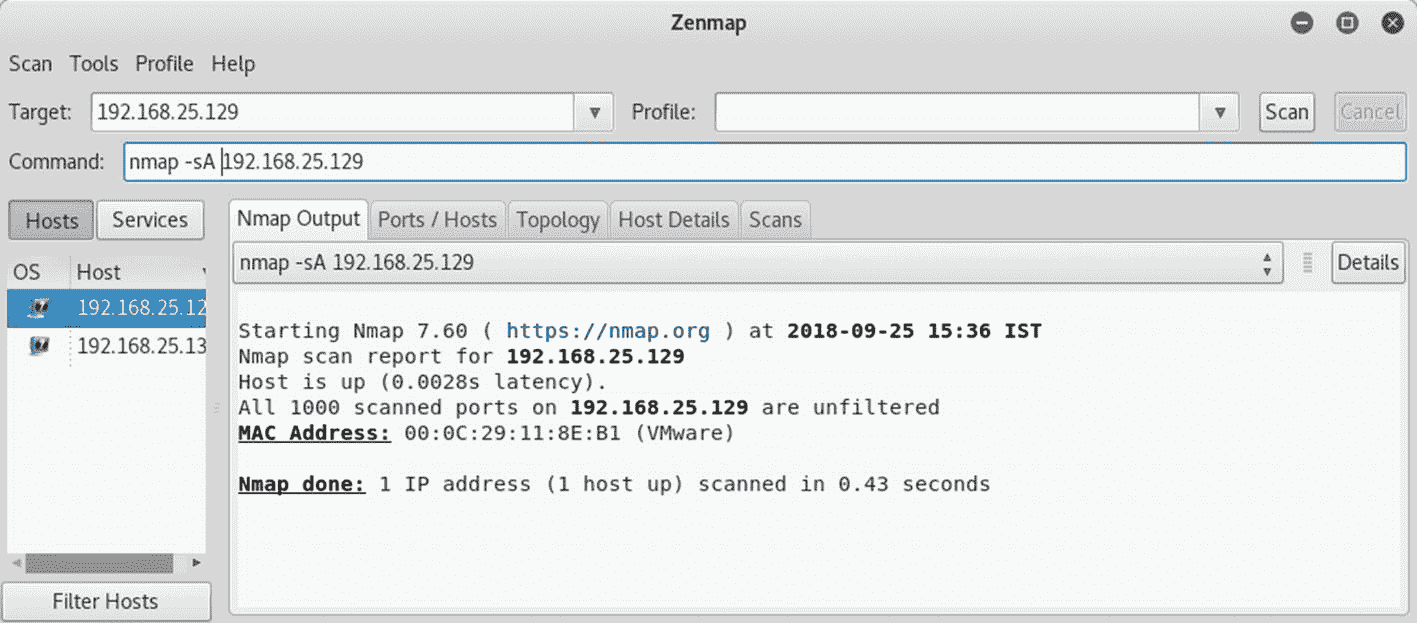 Zenmap
Scan Tools Profile Help
Target: 192.168.25.129 Profile: Scan Cancel
Command: nmap -sA 192.168.25.129
Hosts Services Nmap Output Ports / Hosts Topology Host Details Scans
nmap -sA 192.168.25.129 Details
OS Host
192.168.25.12
192.168.25.13
Starting Nmap 7.60 ( https://nmap.org ) at 2018-09-25 15:36 IST
Nmap scan report for 192.168.25.129
Host is up (0.0028s latency).
All 1000 scanned ports on 192.168.25.129 are unfiltered
MAC Address: 00:0C:29:11:8E:B1 (VMware)
Nmap done: 1 IP address (1 host up) scanned in 0.43 seconds
Filter Hosts